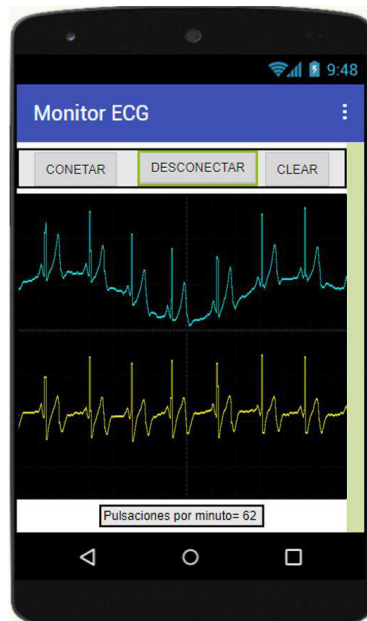 9:48
Monitor ECG
CONETAR DESCONECTAR CLEAR
Pulsaciones por minuto= 62